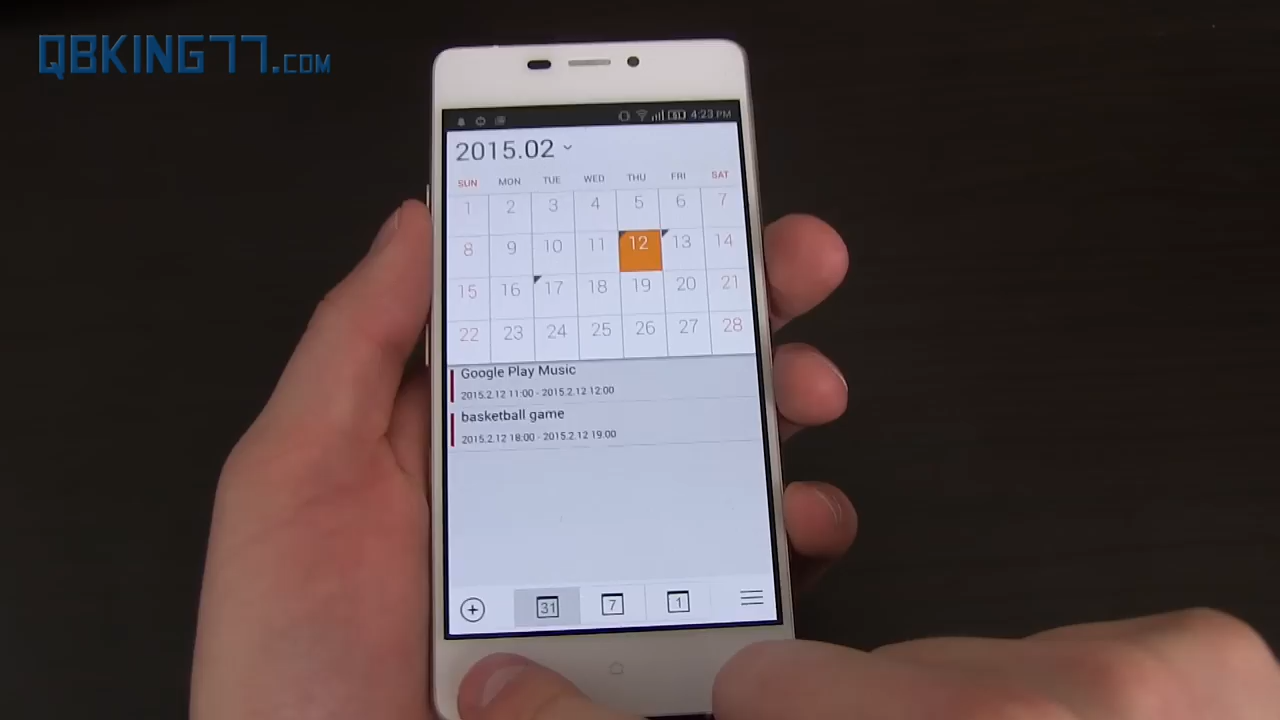 QBKING77.COM
51 4:23 PM
2015.02
SUN MON TUE WED THU FRI SAT
1 2 3 4 5 6 7
8 9 10 11 12 13 14
15 16 17 18 19 20 21
22 23 24 25 26 27 28
Google Play Music
2015.2.12 11:00 - 2015.2.12 12:00
basketball game
2015.2.12 18:00 - 2015.2.12 19:00
31 7 1